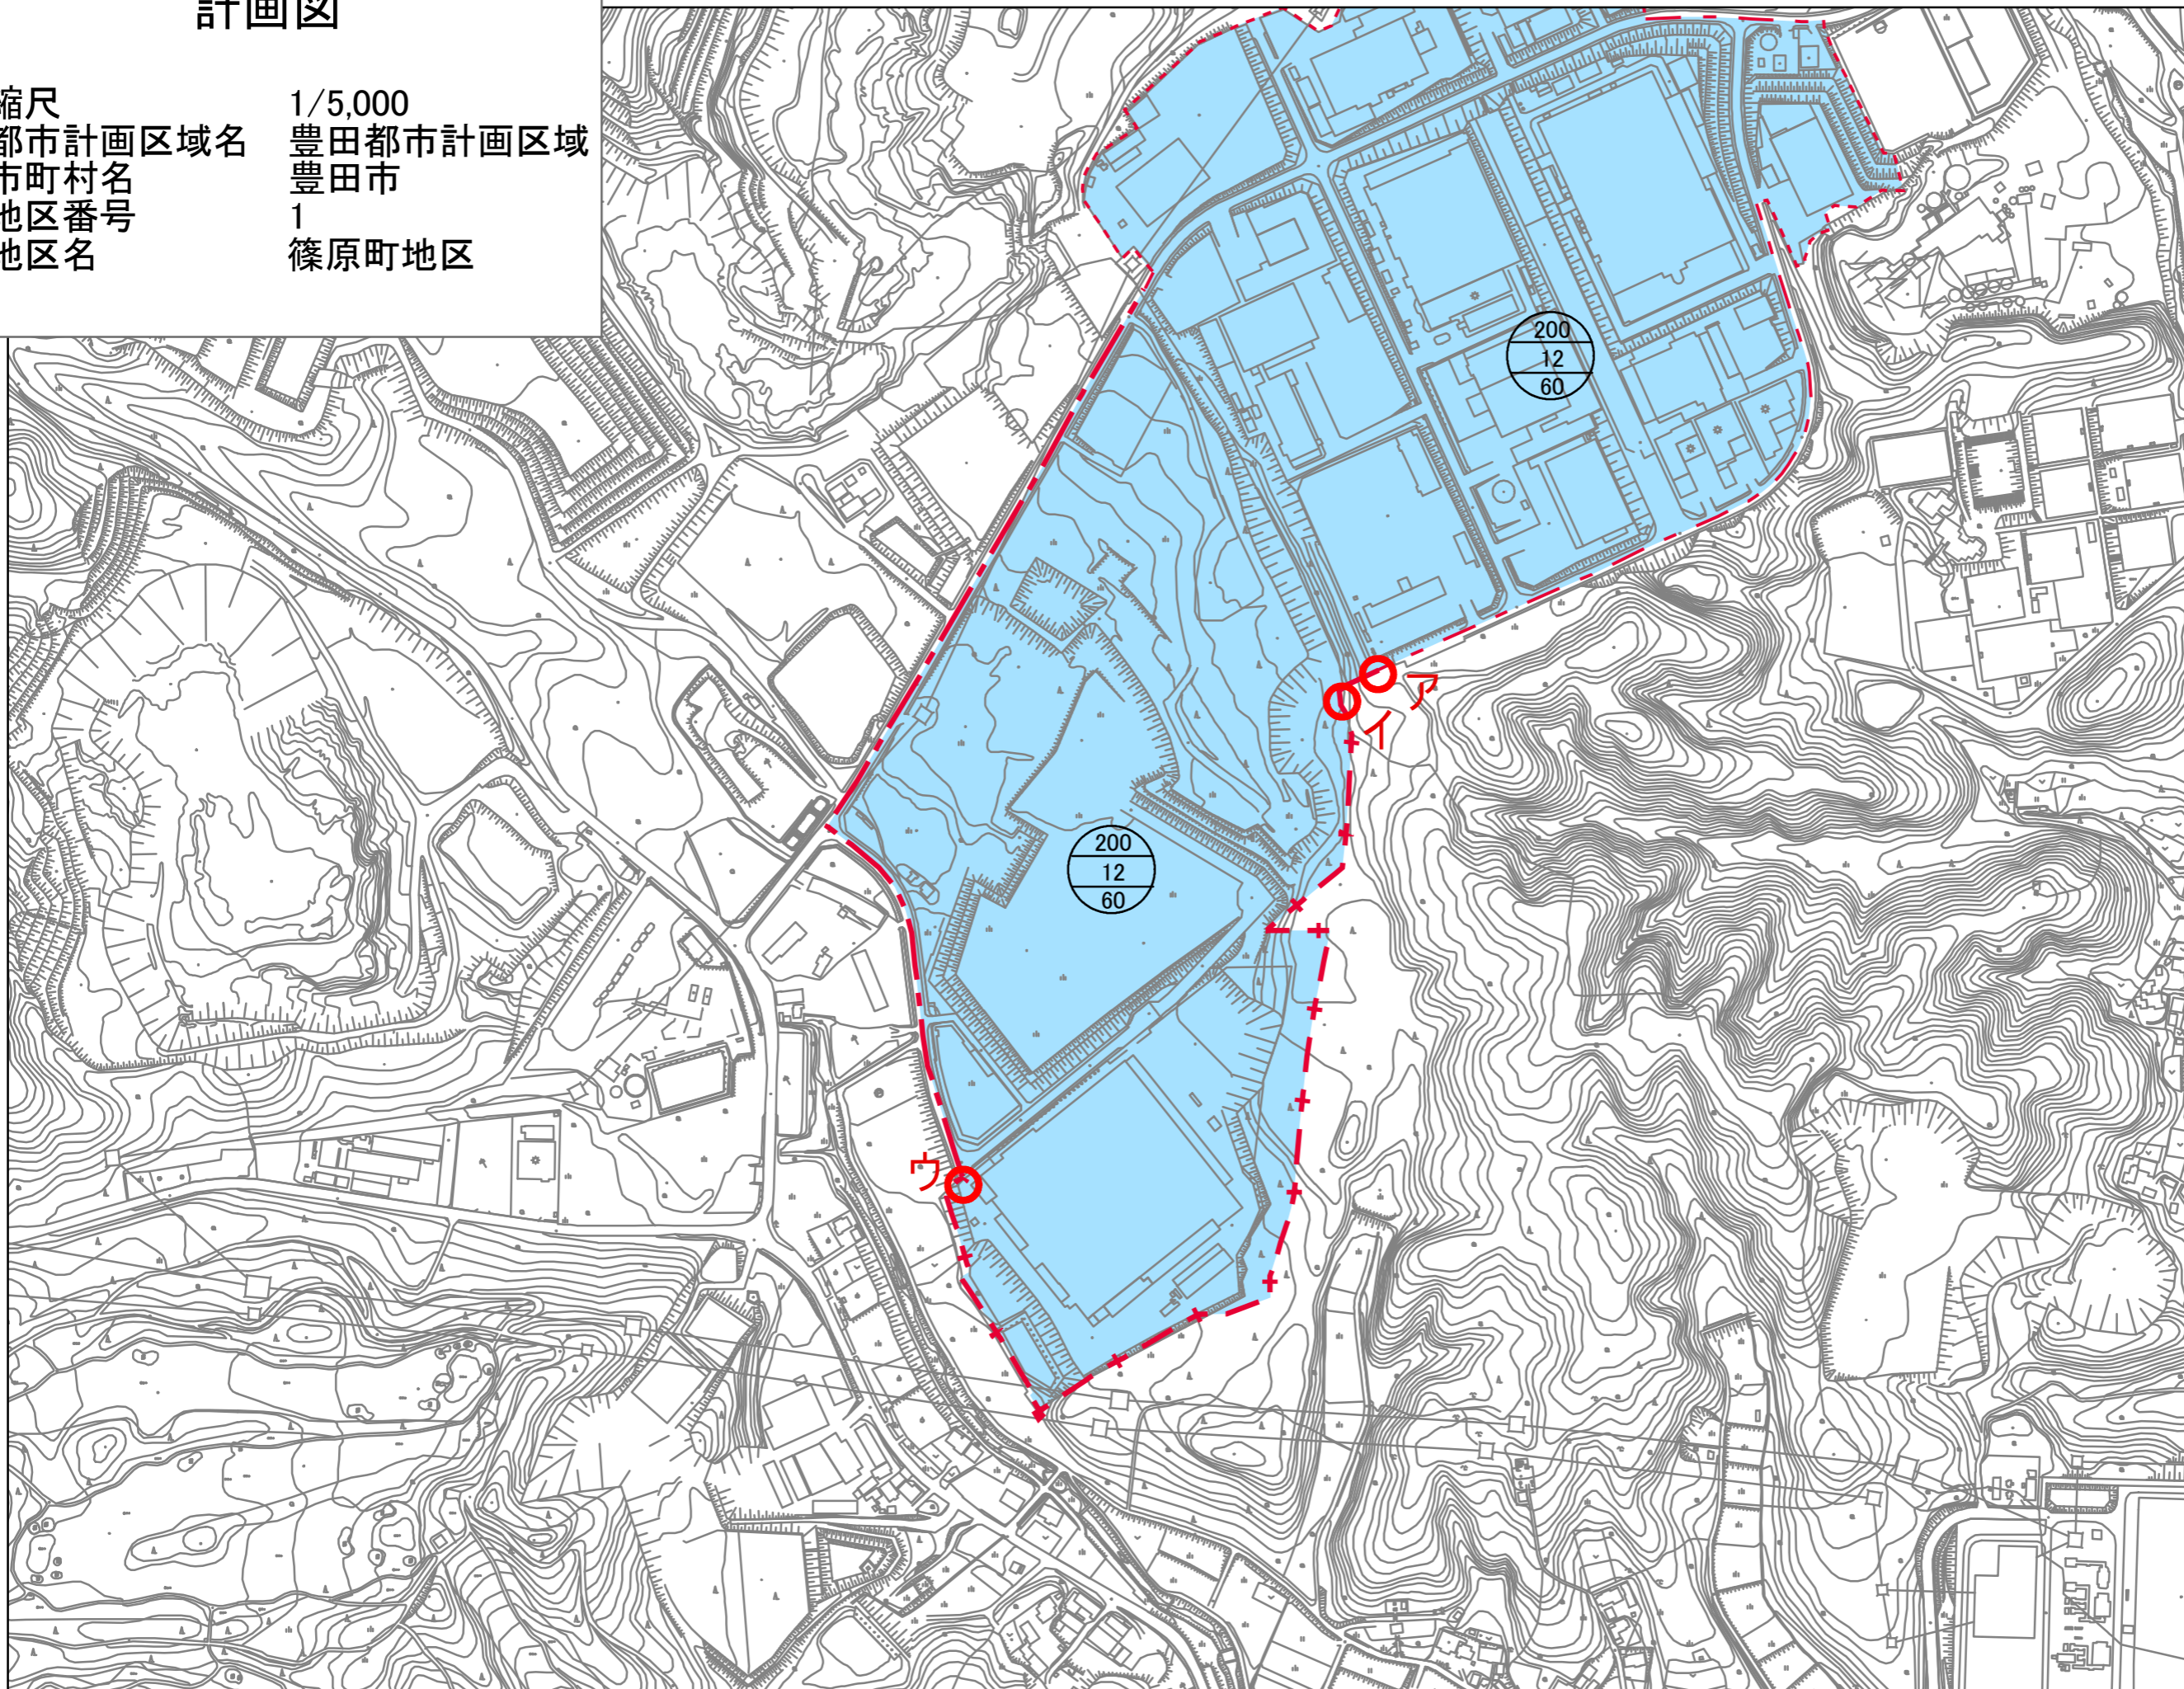 計画図
縮尺 1/5,000
都市計画区域名 豊田都市計画区域
市町村名 豊田市
地区番号 1
地区名 篠原町地区
200
12
60
ア
イ
200
12
60
ウ